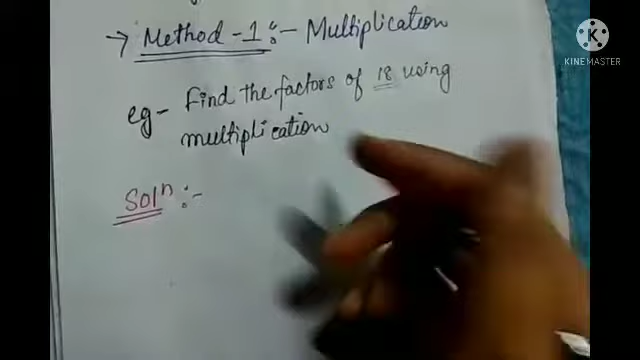 → Method - 1 :- Multiplication
KINEMASTER
eg - Find the factors of 18 using
multiplication
Solⁿ :-